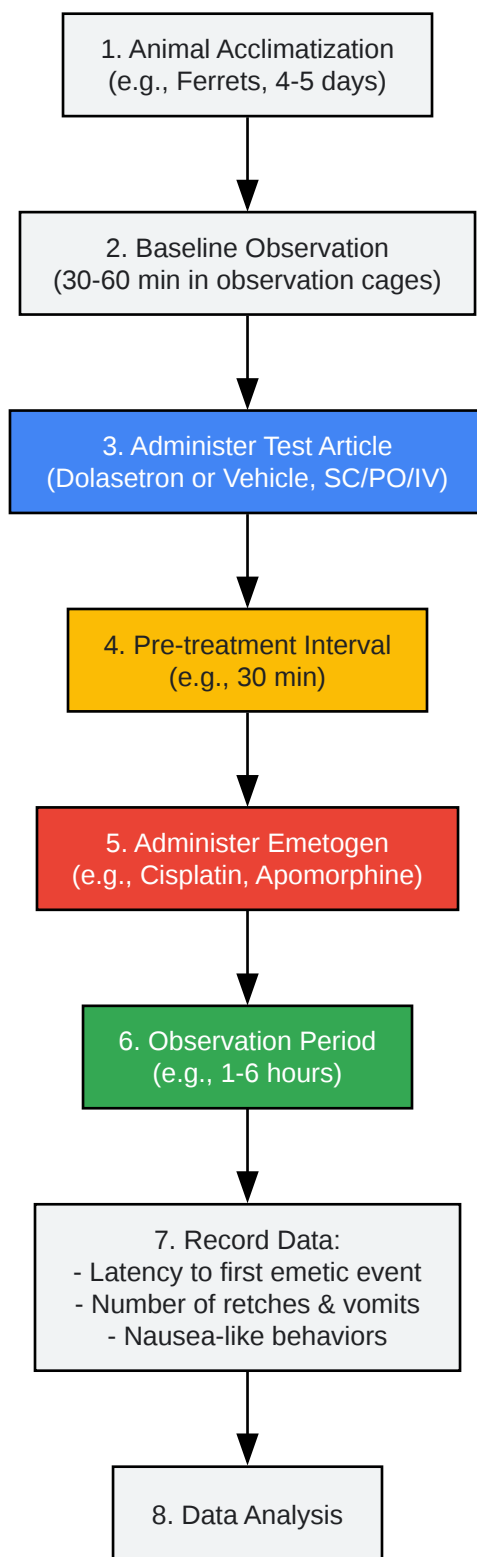 1. Animal Acclimatization
(e.g., Ferrets, 4-5 days)
2. Baseline Observation
(30-60 min in observation cages)
3. Administer Test Article
(Dolasetron or Vehicle, SC/PO/IV)
4. Pre-treatment Interval
(e.g., 30 min)
5. Administer Emetogen
(e.g., Cisplatin, Apomorphine)
6. Observation Period
(e.g., 1-6 hours)
7. Record Data:
- Latency to first emetic event
- Number of retches & vomits
- Nausea-like behaviors
8. Data Analysis